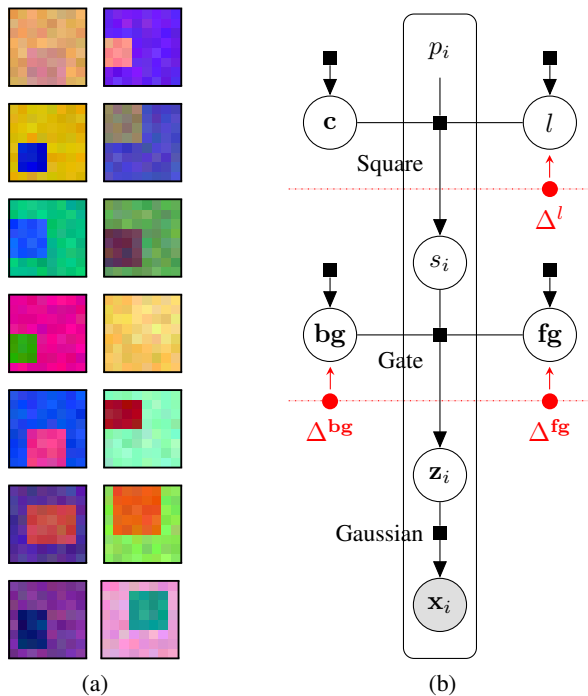 p_i
c
l
Square
Δ^l
s_i
bg
fg
Gate
Δ^bg
Δ^fg
z_i
Gaussian
x_i
(a)
(b)